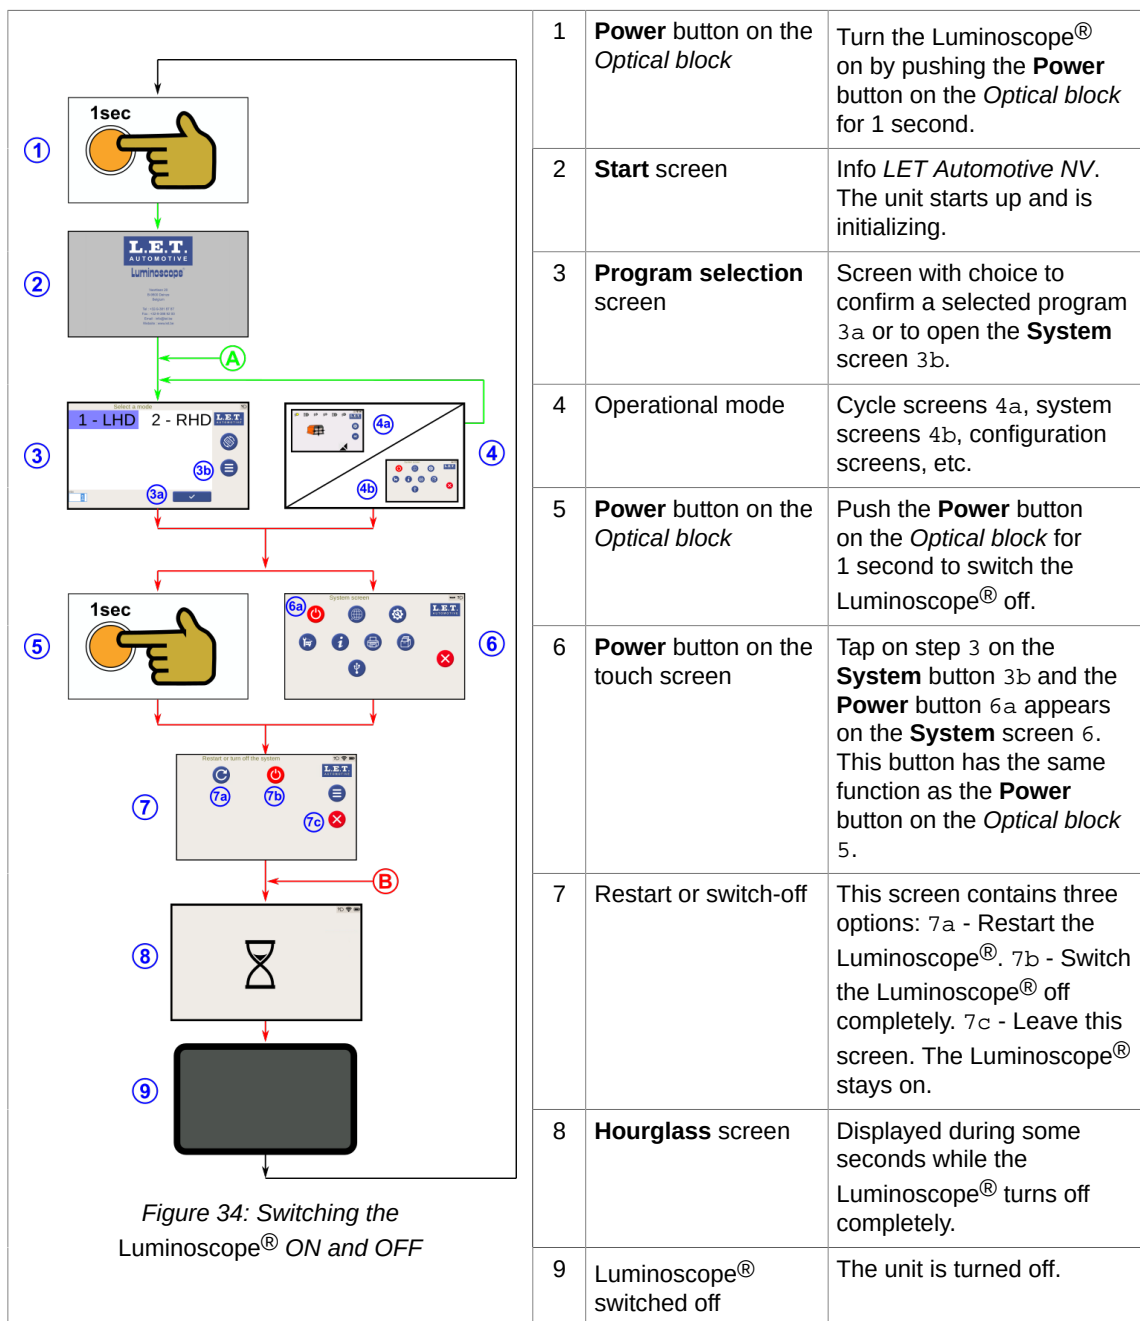 1sec
1
L.E.T.
AUTOMOTIVE
Luminoscope
2
A
Select a mode
1 - LHD 2 - RHD
L.E.T.
3
3b
3a
4a
4
4b
1sec
5
System screen
6a
L.E.T.
AUTOMOTIVE
6
Restart or turn off the system
L.E.T.
AUTOMOTIVE
7a
7b
7
7c
B
8
9
Figure 34: Switching the
Luminoscope® ON and OFF
1 Power button on the Turn the Luminoscope®
Optical block on by pushing the Power
button on the Optical block
for 1 second.
2 Start screen Info LET Automotive NV.
The unit starts up and is
initializing.
3 Program selection Screen with choice to
screen confirm a selected program
3a or to open the System
screen 3b.
4 Operational mode Cycle screens 4a, system
screens 4b, configuration
screens, etc.
5 Power button on the Push the Power button
Optical block on the Optical block for
1 second to switch the
Luminoscope® off.
6 Power button on the Tap on step 3 on the
touch screen System button 3b and the
Power button 6a appears
on the System screen 6.
This button has the same
function as the Power
button on the Optical block
5.
7 Restart or switch-off This screen contains three
options: 7a - Restart the
Luminoscope®. 7b - Switch
the Luminoscope® off
completely. 7c - Leave this
screen. The Luminoscope®
stays on.
8 Hourglass screen Displayed during some
seconds while the
Luminoscope® turns off
completely.
9 Luminoscope® The unit is turned off.
switched off